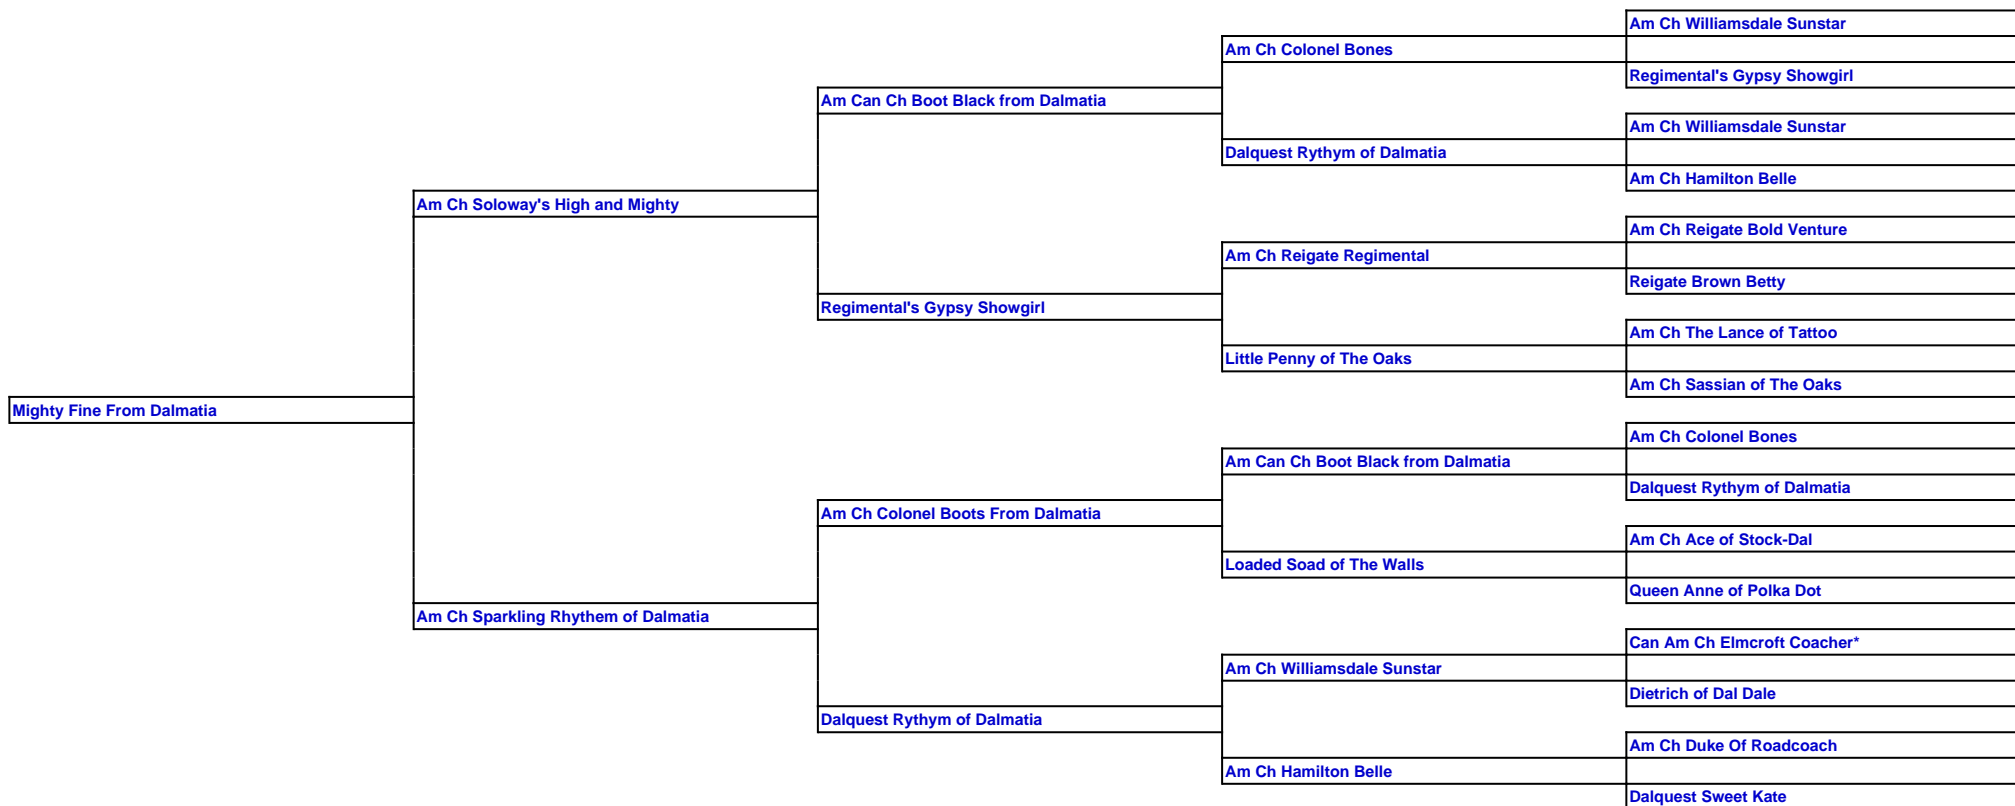 Am Ch Williamsdale Sunstar
Am Ch Colonel Bones
Regimental's Gypsy Showgirl
Am Can Ch Boot Black from Dalmatia
Am Ch Williamsdale Sunstar
Dalquest Rythym of Dalmatia
Am Ch Hamilton Belle
Am Ch Soloway's High and Mighty
Am Ch Reigate Bold Venture
Am Ch Reigate Regimental
Reigate Brown Betty
Regimental's Gypsy Showgirl
Am Ch The Lance of Tattoo
Little Penny of The Oaks
Am Ch Sassian of The Oaks
Mighty Fine From Dalmatia
Am Ch Colonel Bones
Am Can Ch Boot Black from Dalmatia
Dalquest Rythym of Dalmatia
Am Ch Colonel Boots From Dalmatia
Am Ch Ace of Stock-Dal
Loaded Soad of The Walls
Queen Anne of Polka Dot
Am Ch Sparkling Rhythem of Dalmatia
Can Am Ch Elmcroft Coacher*
Am Ch Williamsdale Sunstar
Dietrich of Dal Dale
Dalquest Rythym of Dalmatia
Am Ch Duke Of Roadcoach
Am Ch Hamilton Belle
Dalquest Sweet Kate